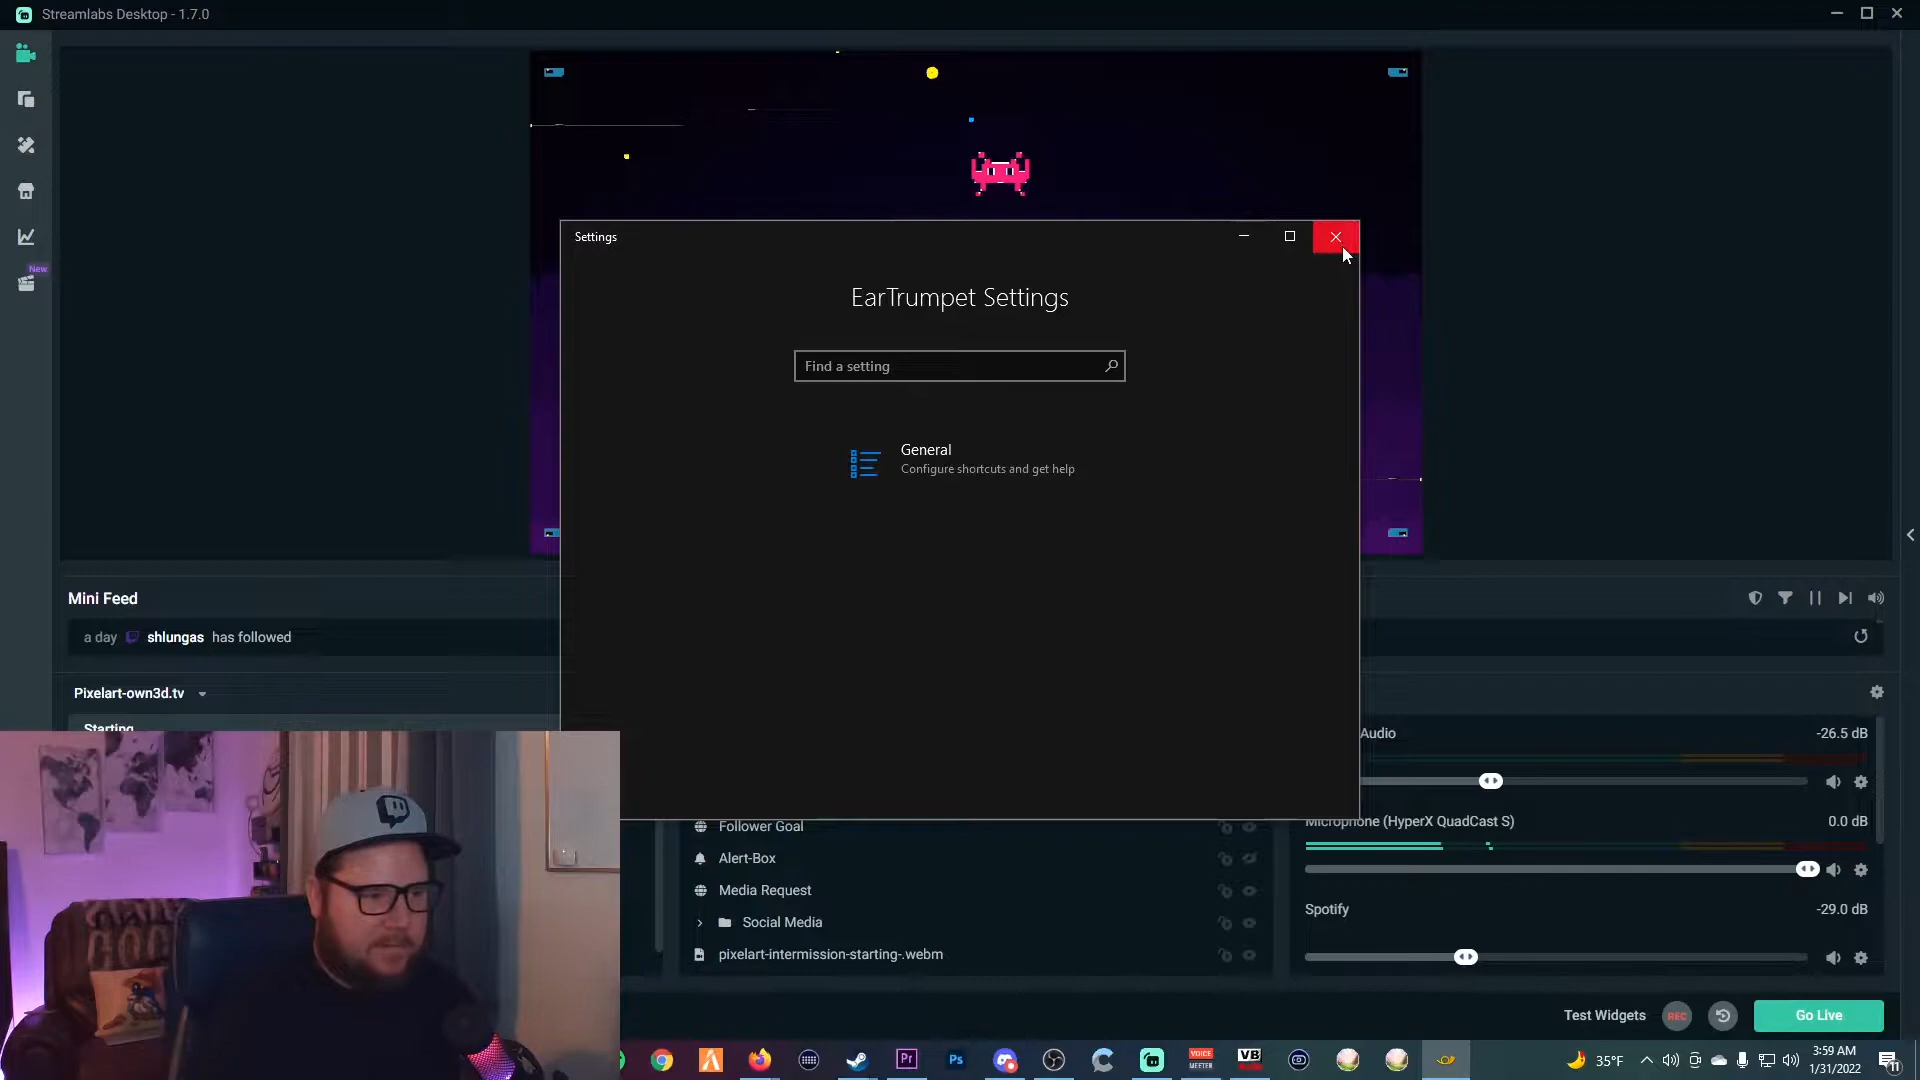 Streamlabs Desktop - 1.7.0
New
Settings
EarTrumpet Settings
Find a setting
General
Configure shortcuts and get help
Mini Feed
a day shlungas has followed
Pixelart-own3d.tv
Starting
Audio -26.5 dB
Microphone (HyperX QuadCast S) 0.0 dB
Follower Goal
Alert-Box
Media Request
Social Media
pixelart-intermission-starting-.webm
Spotify -29.0 dB
Test Widgets
REC
Go Live
Pr
Ps
VOICE
MEETER
VB
35°F
3:59 AM
1/31/2022
11